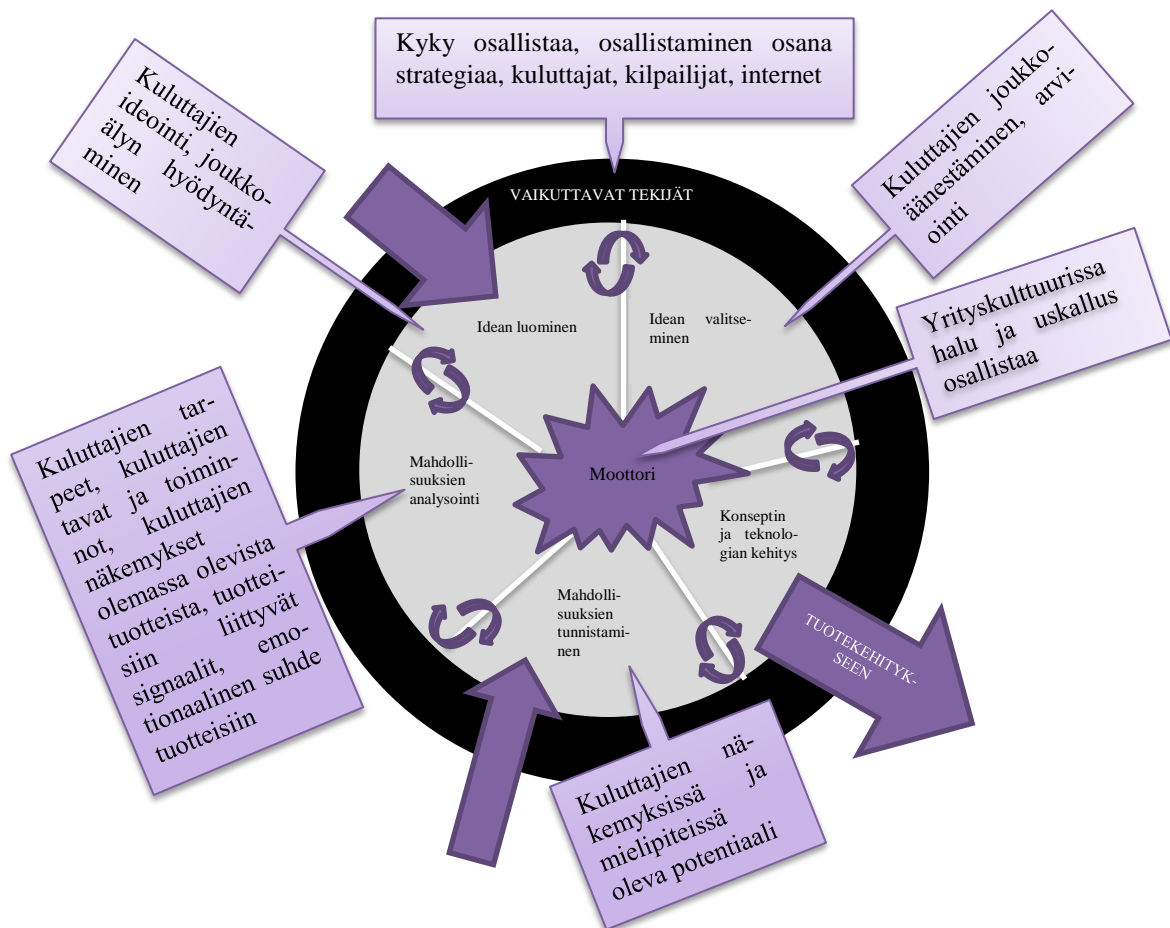 Kyky osallistaa, osallistaminen osana
strategiaa, kuluttajat, kilpailijat, internet
Kuluttajien
ideointi, joukko-
älyn hyödyntä-
minen
Kuluttajien joukko-
äänestäminen, arvi-
ointi
VAIKUTTAVAT TEKIJÄT
Yrityskulttuurissa
halu ja uskallus
osallistaa
Idean luominen
Idean valitse-
minen
Kuluttajien tar-
peet, kuluttajien
tavat ja toimin-
not, kuluttajien
näkemykset
olemassa olevista
tuotteista, tuottei-
siin liittyvät
signaalit, emo-
tionaalinen suhde
tuotteisiin
Mahdolli-
suuksien
analysointi
Moottori
Konseptin
ja teknolo-
gian kehitys
Mahdolli-
suuksien
tunnistami-
nen
TUOTEKEHITYK-
SEEN
Kuluttajien nä-
kemyksissä ja
mielipiteissä
oleva potentiaali